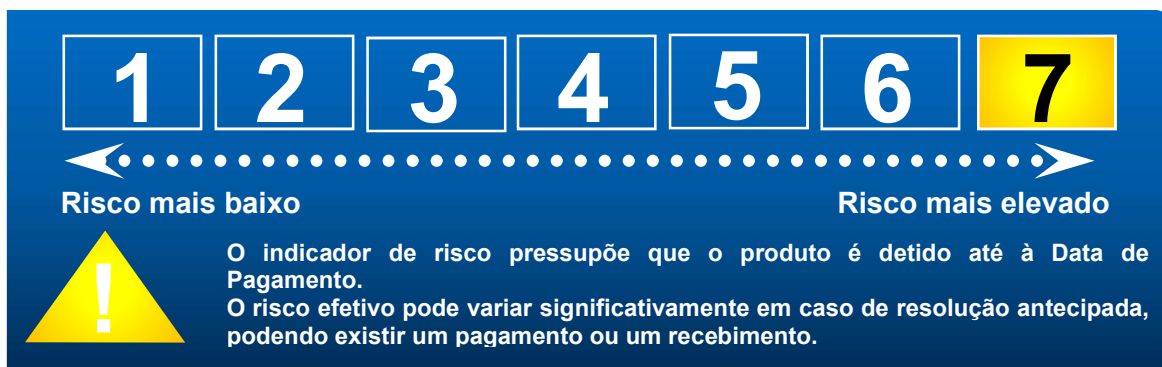 1 2 3 4 5 6 7
Risco mais baixo Risco mais elevado
!
O indicador de risco pressupõe que o produto é detido até à Data de
Pagamento.
O risco efetivo pode variar significativamente em caso de resolução antecipada,
podendo existir um pagamento ou um recebimento.